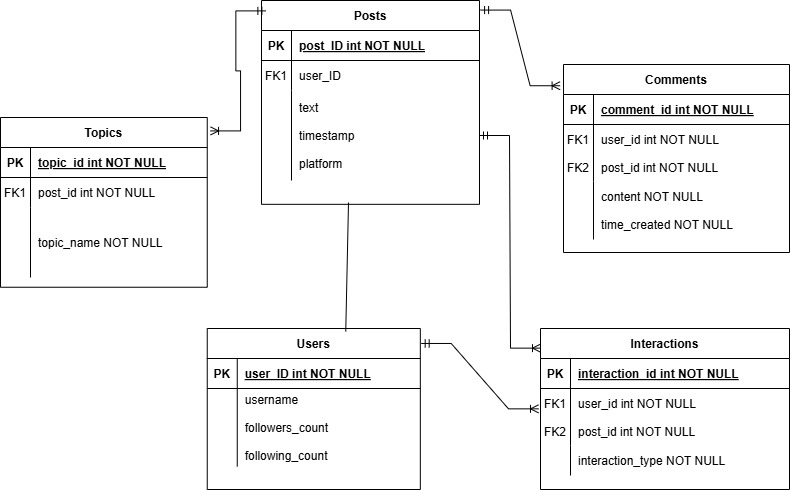 Posts
PK post_ID int NOT NULL
FK1 user_ID
text
timestamp
platform
Comments
PK comment_id int NOT NULL
FK1 user_id int NOT NULL
FK2 post_id int NOT NULL
content NOT NULL
time_created NOT NULL
Topics
PK topic_id int NOT NULL
FK1 post_id int NOT NULL
topic_name NOT NULL
Users
PK user_ID int NOT NULL
username
followers_count
following_count
Interactions
PK interaction_id int NOT NULL
FK1 user_id int NOT NULL
FK2 post_id int NOT NULL
interaction_type NOT NULL